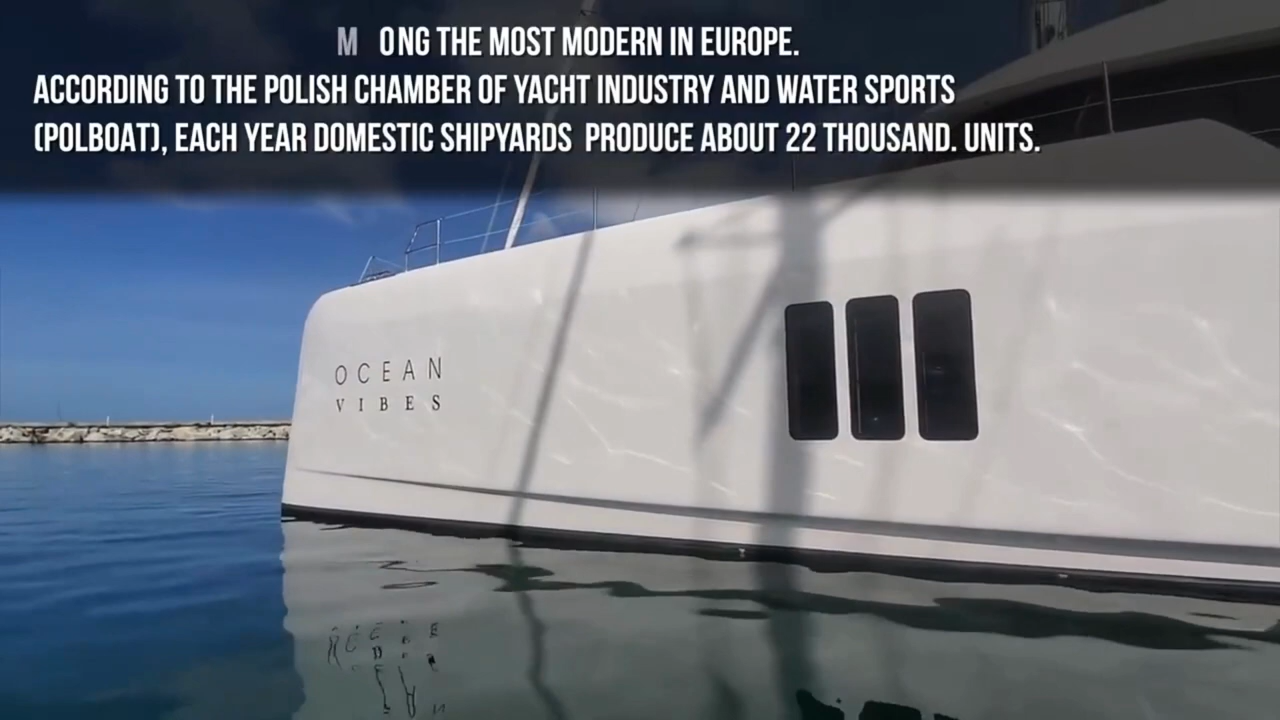 M ONG THE MOST MODERN IN EUROPE.
ACCORDING TO THE POLISH CHAMBER OF YACHT INDUSTRY AND WATER SPORTS
(POLBOAT), EACH YEAR DOMESTIC SHIPYARDS PRODUCE ABOUT 22 THOUSAND. UNITS.
OCEAN
VIBES